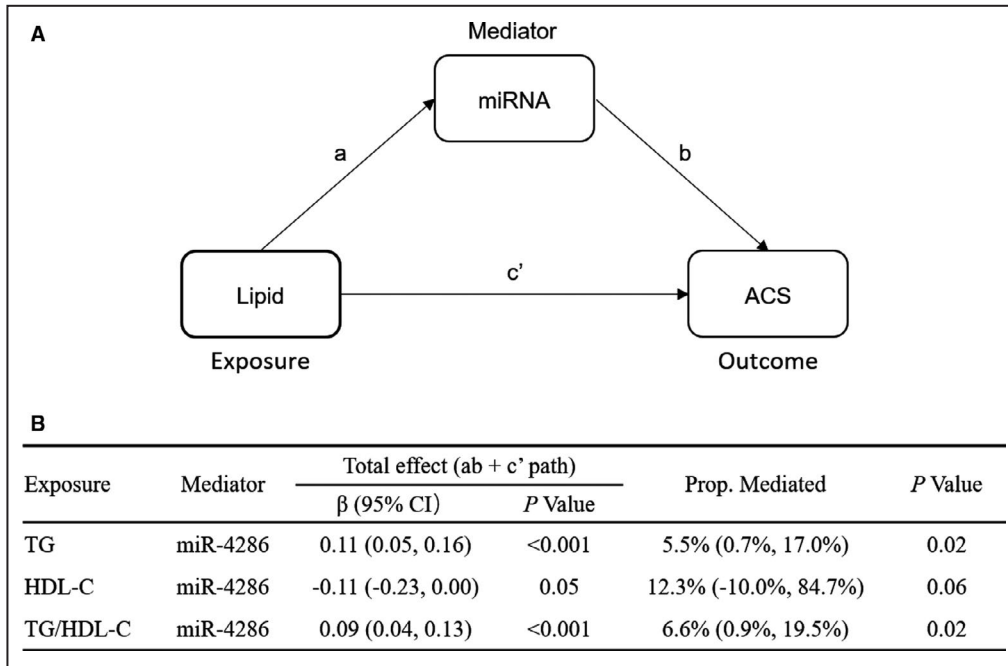 A
Mediator
miRNA
a
b
Lipid
c’
ACS
Exposure
Outcome
B
Exposure Mediator Total effect (ab + c’ path) Prop. Mediated P Value
β (95% CI) P Value
TG miR-4286 0.11 (0.05, 0.16) <0.001 5.5% (0.7%, 17.0%) 0.02
HDL-C miR-4286 -0.11 (-0.23, 0.00) 0.05 12.3% (-10.0%, 84.7%) 0.06
TG/HDL-C miR-4286 0.09 (0.04, 0.13) <0.001 6.6% (0.9%, 19.5%) 0.02